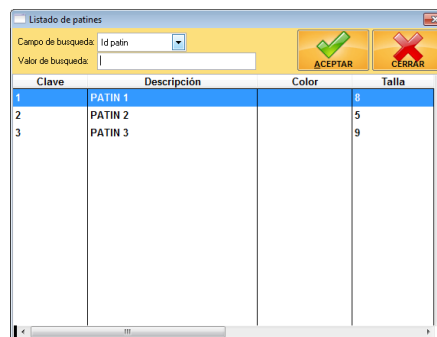 Listado de patines
Campo de busqueda: Id patin
Valor de busqueda:
ACEPTAR
CERRAR
Clave Descripción Color Talla
1 PATIN 1 8
2 PATIN 2 5
3 PATIN 3 9